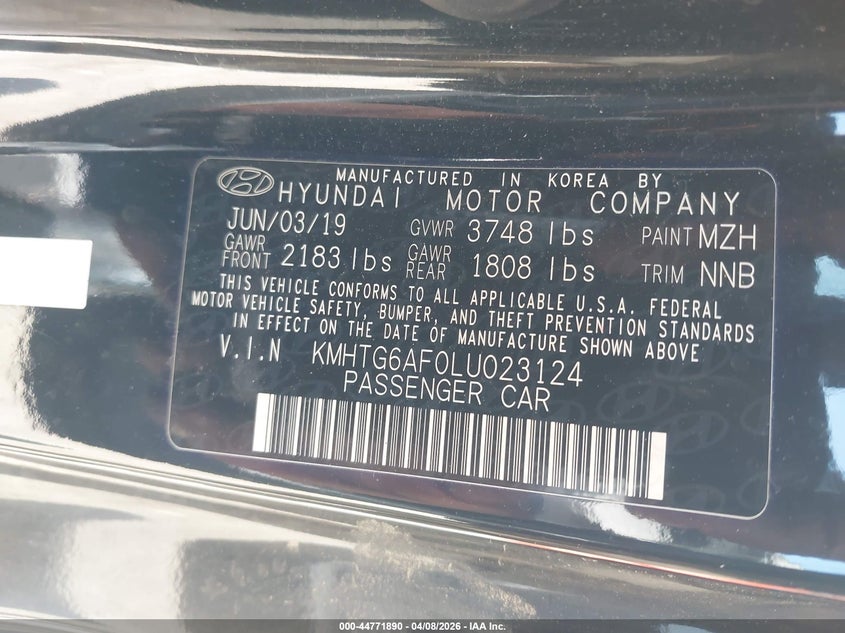 MANUFACTURED IN KOREA BY
HYUNDAI MOTOR COMPANY
JUN/03/19 GVWR 3748 lbs PAINT MZH
GAWR FRONT 2183 lbs GAWR REAR 1808 lbs TRIM NNB
THIS VEHICLE CONFORMS TO ALL APPLICABLE U.S.A. FEDERAL
MOTOR VEHICLE SAFETY, BUMPER, AND THEFT PREVENTION STANDARDS
IN EFFECT ON THE DATE OF MANUFACTURE SHOWN ABOVE
V.I.N KMHTG6AF0LU023124
PASSENGER CAR
000-44771890 - 04/08/2026 - IAA Inc.